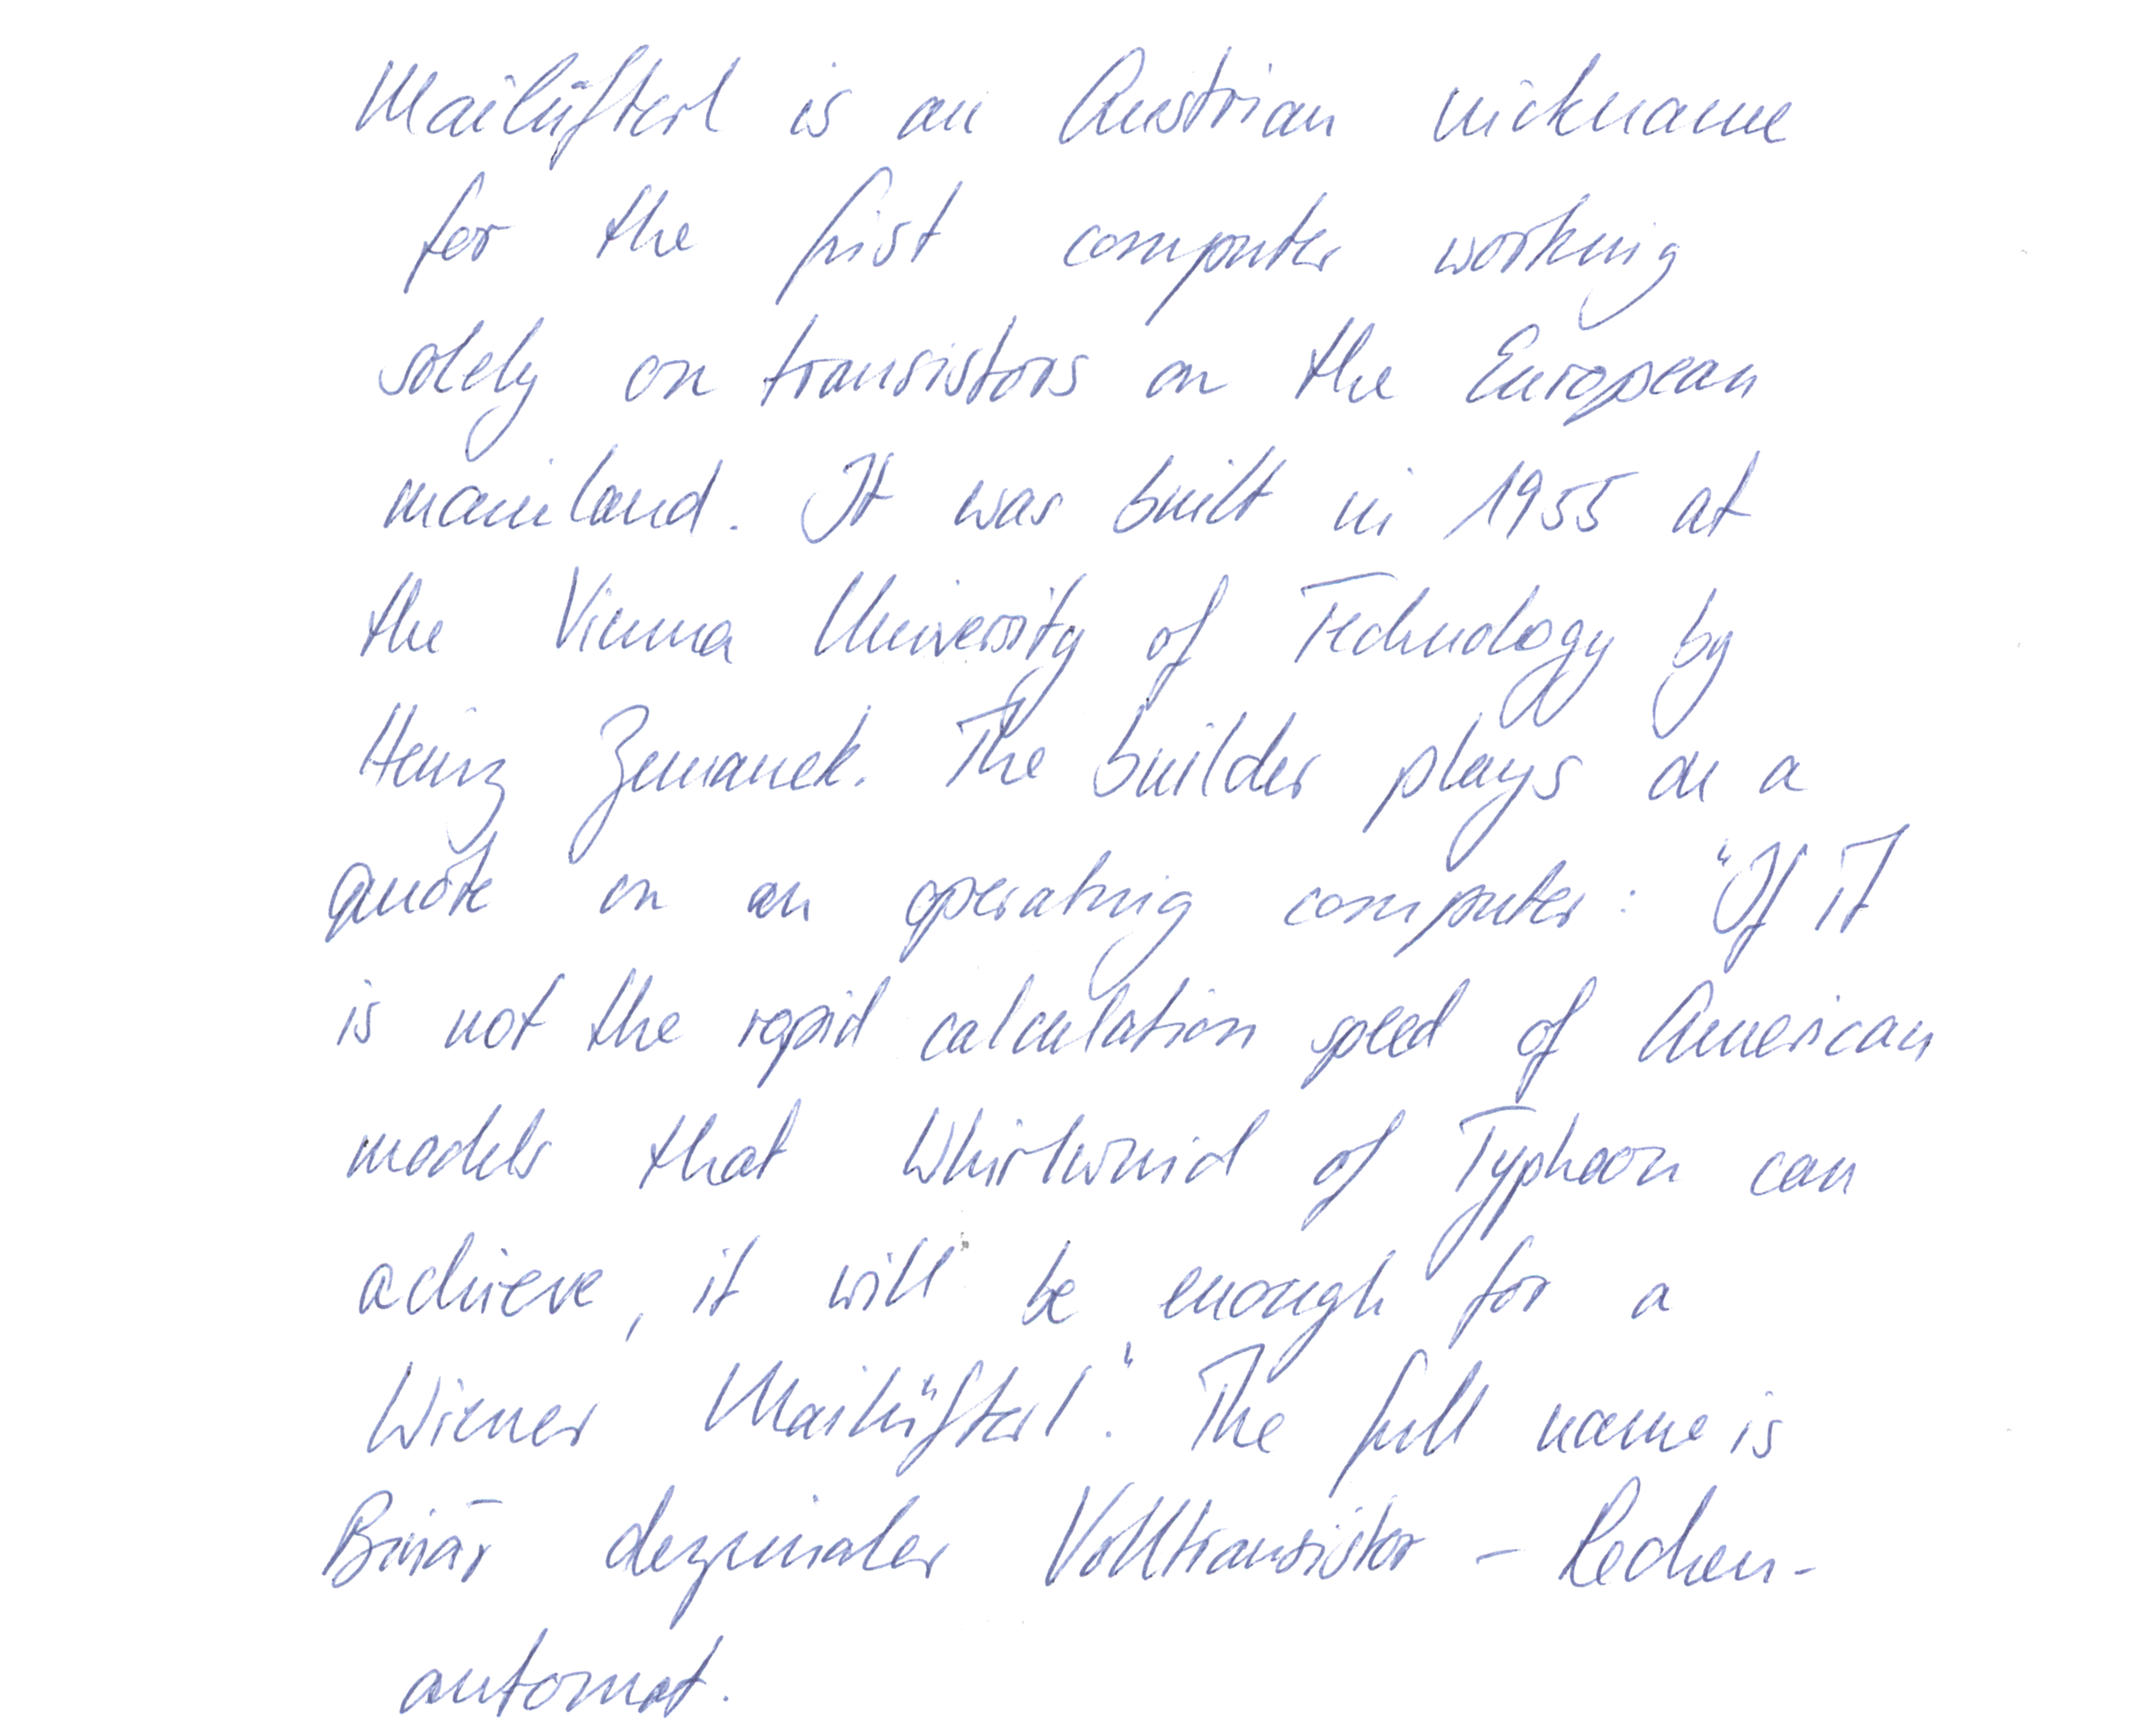 Mailüfterl is an Austrian nickname
for the first computer working
solely on transistors on the European
mainland. It was built in 1955 at
the Vienna University of Technology by
Heinz Zemanek. The builder plays on a
quote on an operating computer: "If it
is not the rapid calculation speed of American
models that Whirlwind of Typhoon can
achieve, it will be enough for a
Wiener Mailüfterl". The full name is
Binär dezimaler Volltransistor - Rechen-
automat.